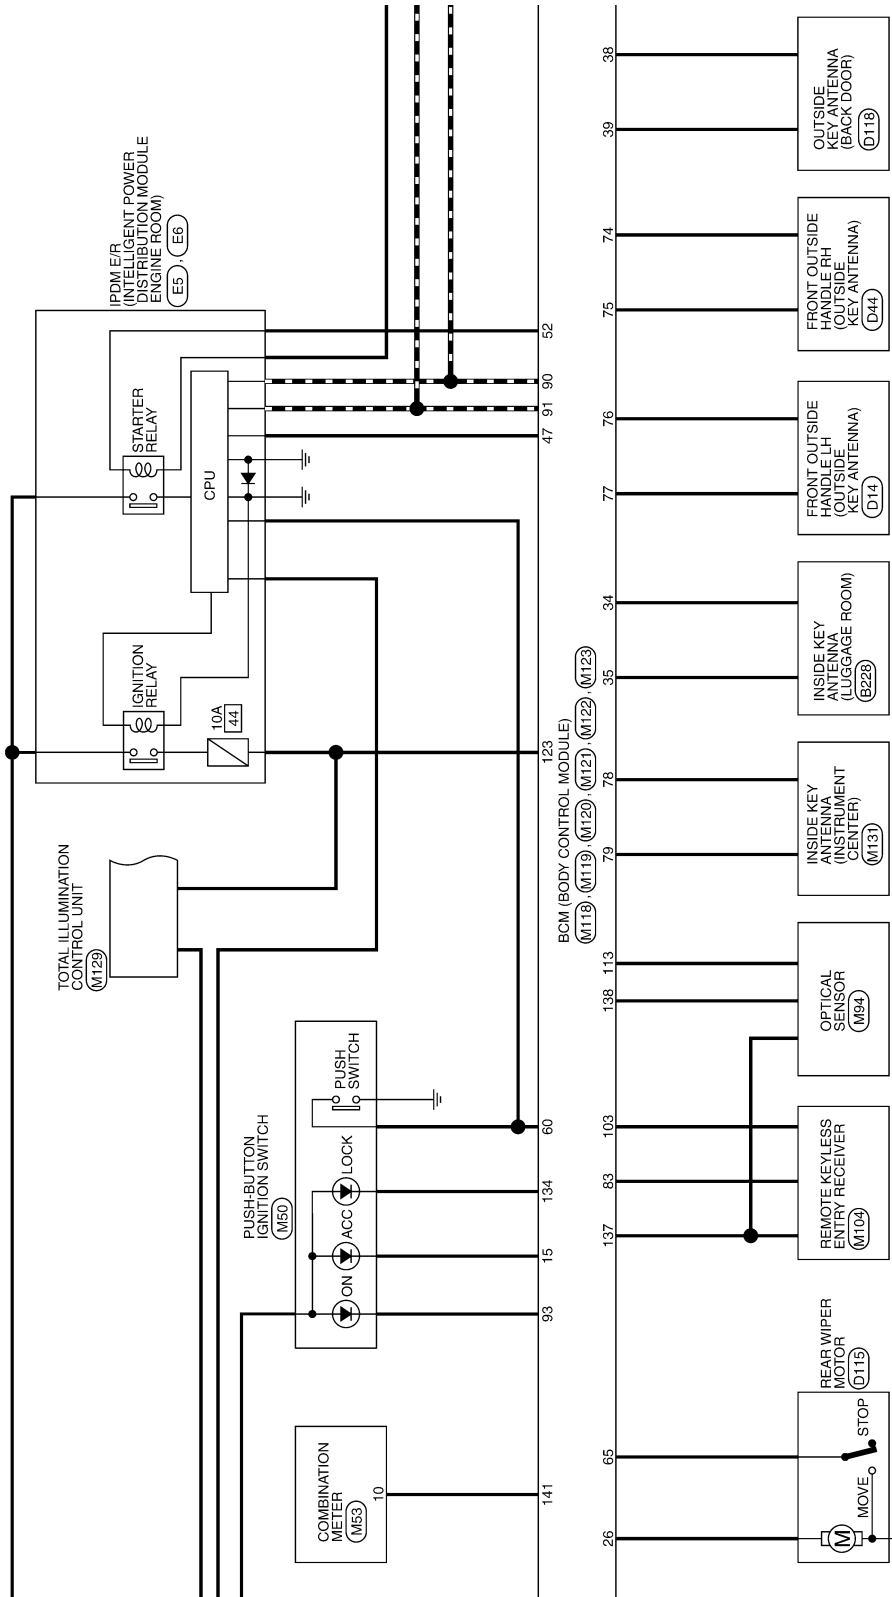 IPDM E/R
(INTELLIGENT POWER
DISTRIBUTION MODULE
ENGINE ROOM)
E5 , E6
STARTER
RELAY
CPU
IGNITION
RELAY
10A
44
TOTAL ILLUMINATION
CONTROL UNIT
M129
PUSH-BUTTON
IGNITION SWITCH
M50
PUSH
SWITCH
LOCK
ACC
ON
COMBINATION
METER
M53
10
52
90
91
47
123
60
134
15
93
141
BCM (BODY CONTROL MODULE)
M118 , M119 , M120 , M121 , M122 , M123
38
39
74
75
76
77
34
35
78
79
113
138
103
83
137
65
26
OUTSIDE
KEY ANTENNA
(BACK DOOR)
D118
FRONT OUTSIDE
HANDLE RH
(OUTSIDE
KEY ANTENNA)
D44
FRONT OUTSIDE
HANDLE LH
(OUTSIDE
KEY ANTENNA)
D14
INSIDE KEY
ANTENNA
(LUGGAGE ROOM)
B228
INSIDE KEY
ANTENNA
(INSTRUMENT
CENTER)
M131
OPTICAL
SENSOR
M94
REMOTE KEYLESS
ENTRY RECEIVER
M104
REAR WIPER
MOTOR
D115
STOP
MOVE
M